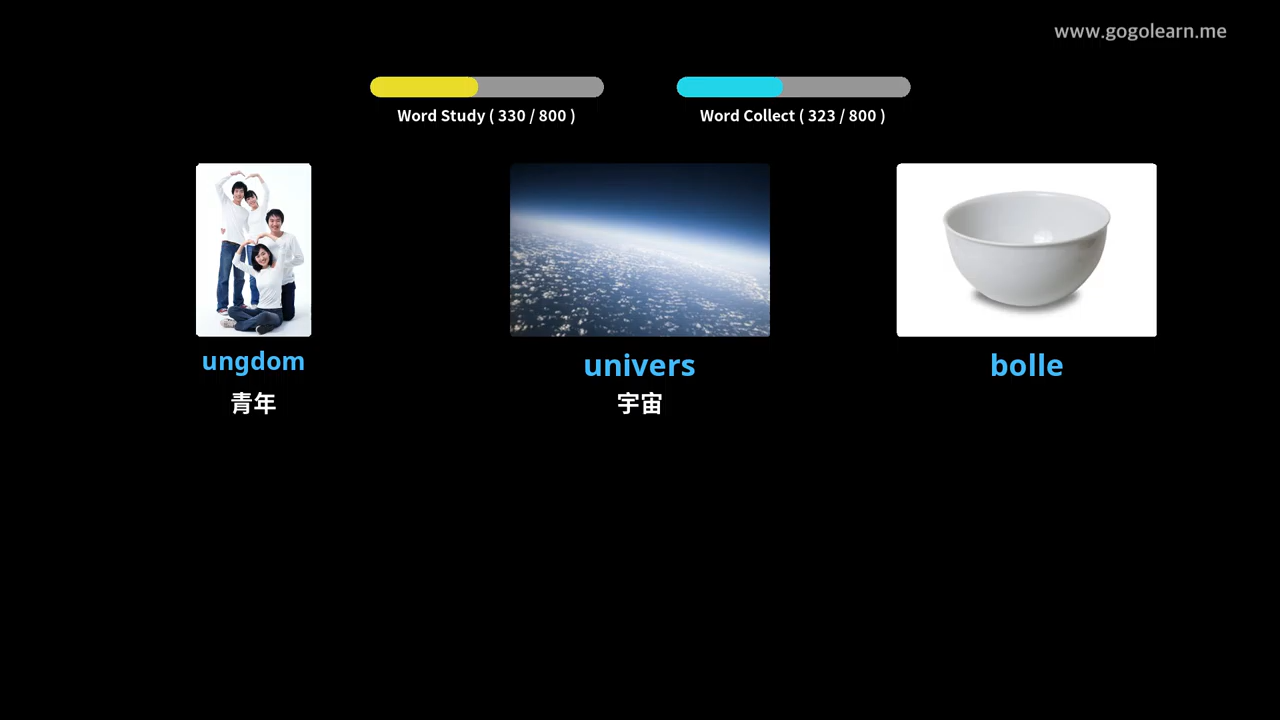 www.gogolearn.me
Word Study ( 330 / 800 )
Word Collect ( 323 / 800 )
ungdom
univers
bolle
青年
宇宙